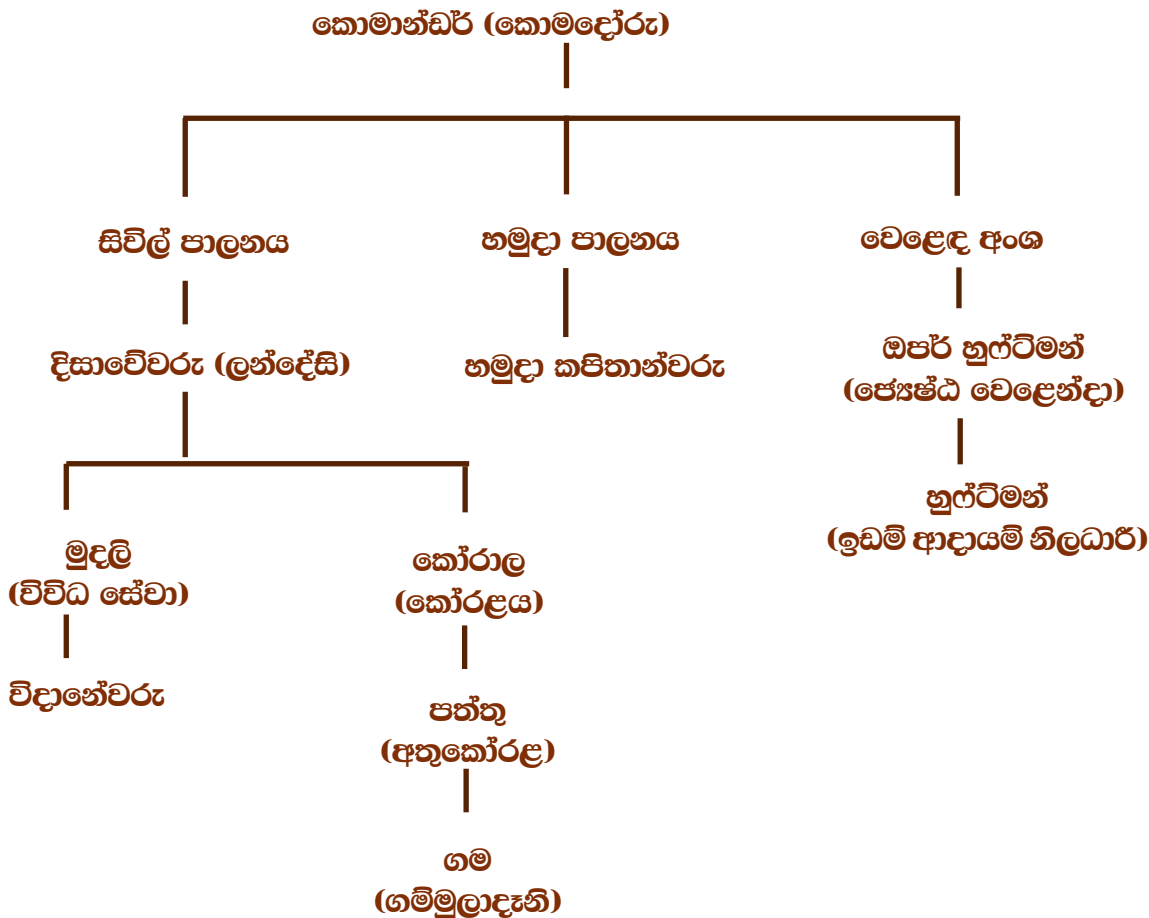 කොමාන්ඩර් (කොමදෝරු)
සිවිල් පාලනය
හමුදා පාලනය
වෙළෙඳ අංශ
දිසාවේවරු (ලන්දේසි)
හමුදා කපිතාන්වරු
ඔපර් හුෆ්ට්මන්
(ජ්‍යෙෂ්ඨ වෙළෙන්දා)
හුෆ්ට්මන්
(ඉඩම් ආදායම් නිලධාරී)
මුදලි
(විවිධ සේවා)
විදානේවරු
කෝරාල
(කෝරළය)
පත්තු
(අතුකෝරළ)
ගම
(ගම්මුලාදෑනි)